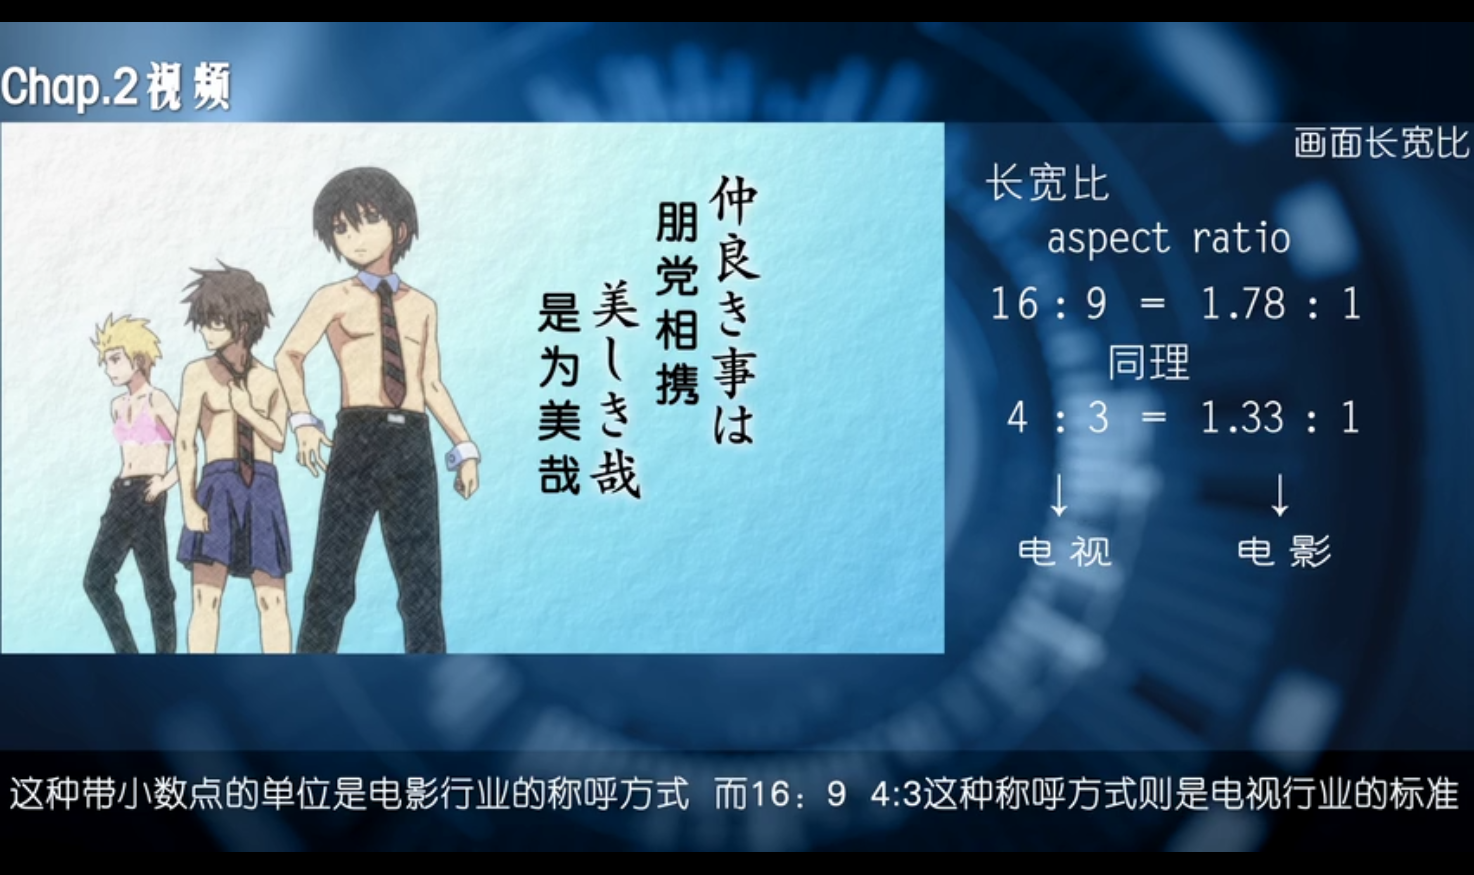 Chap.2视频
仲良き事は
朋党相携
美しき哉
是为美哉
画面长宽比
长宽比
aspect ratio
16 : 9 = 1.78 : 1
同理
4 : 3 = 1.33 : 1
↓ ↓
电视 电影
这种带小数点的单位是电影行业的称呼方式 而16：9 4:3这种称呼方式则是电视行业的标准